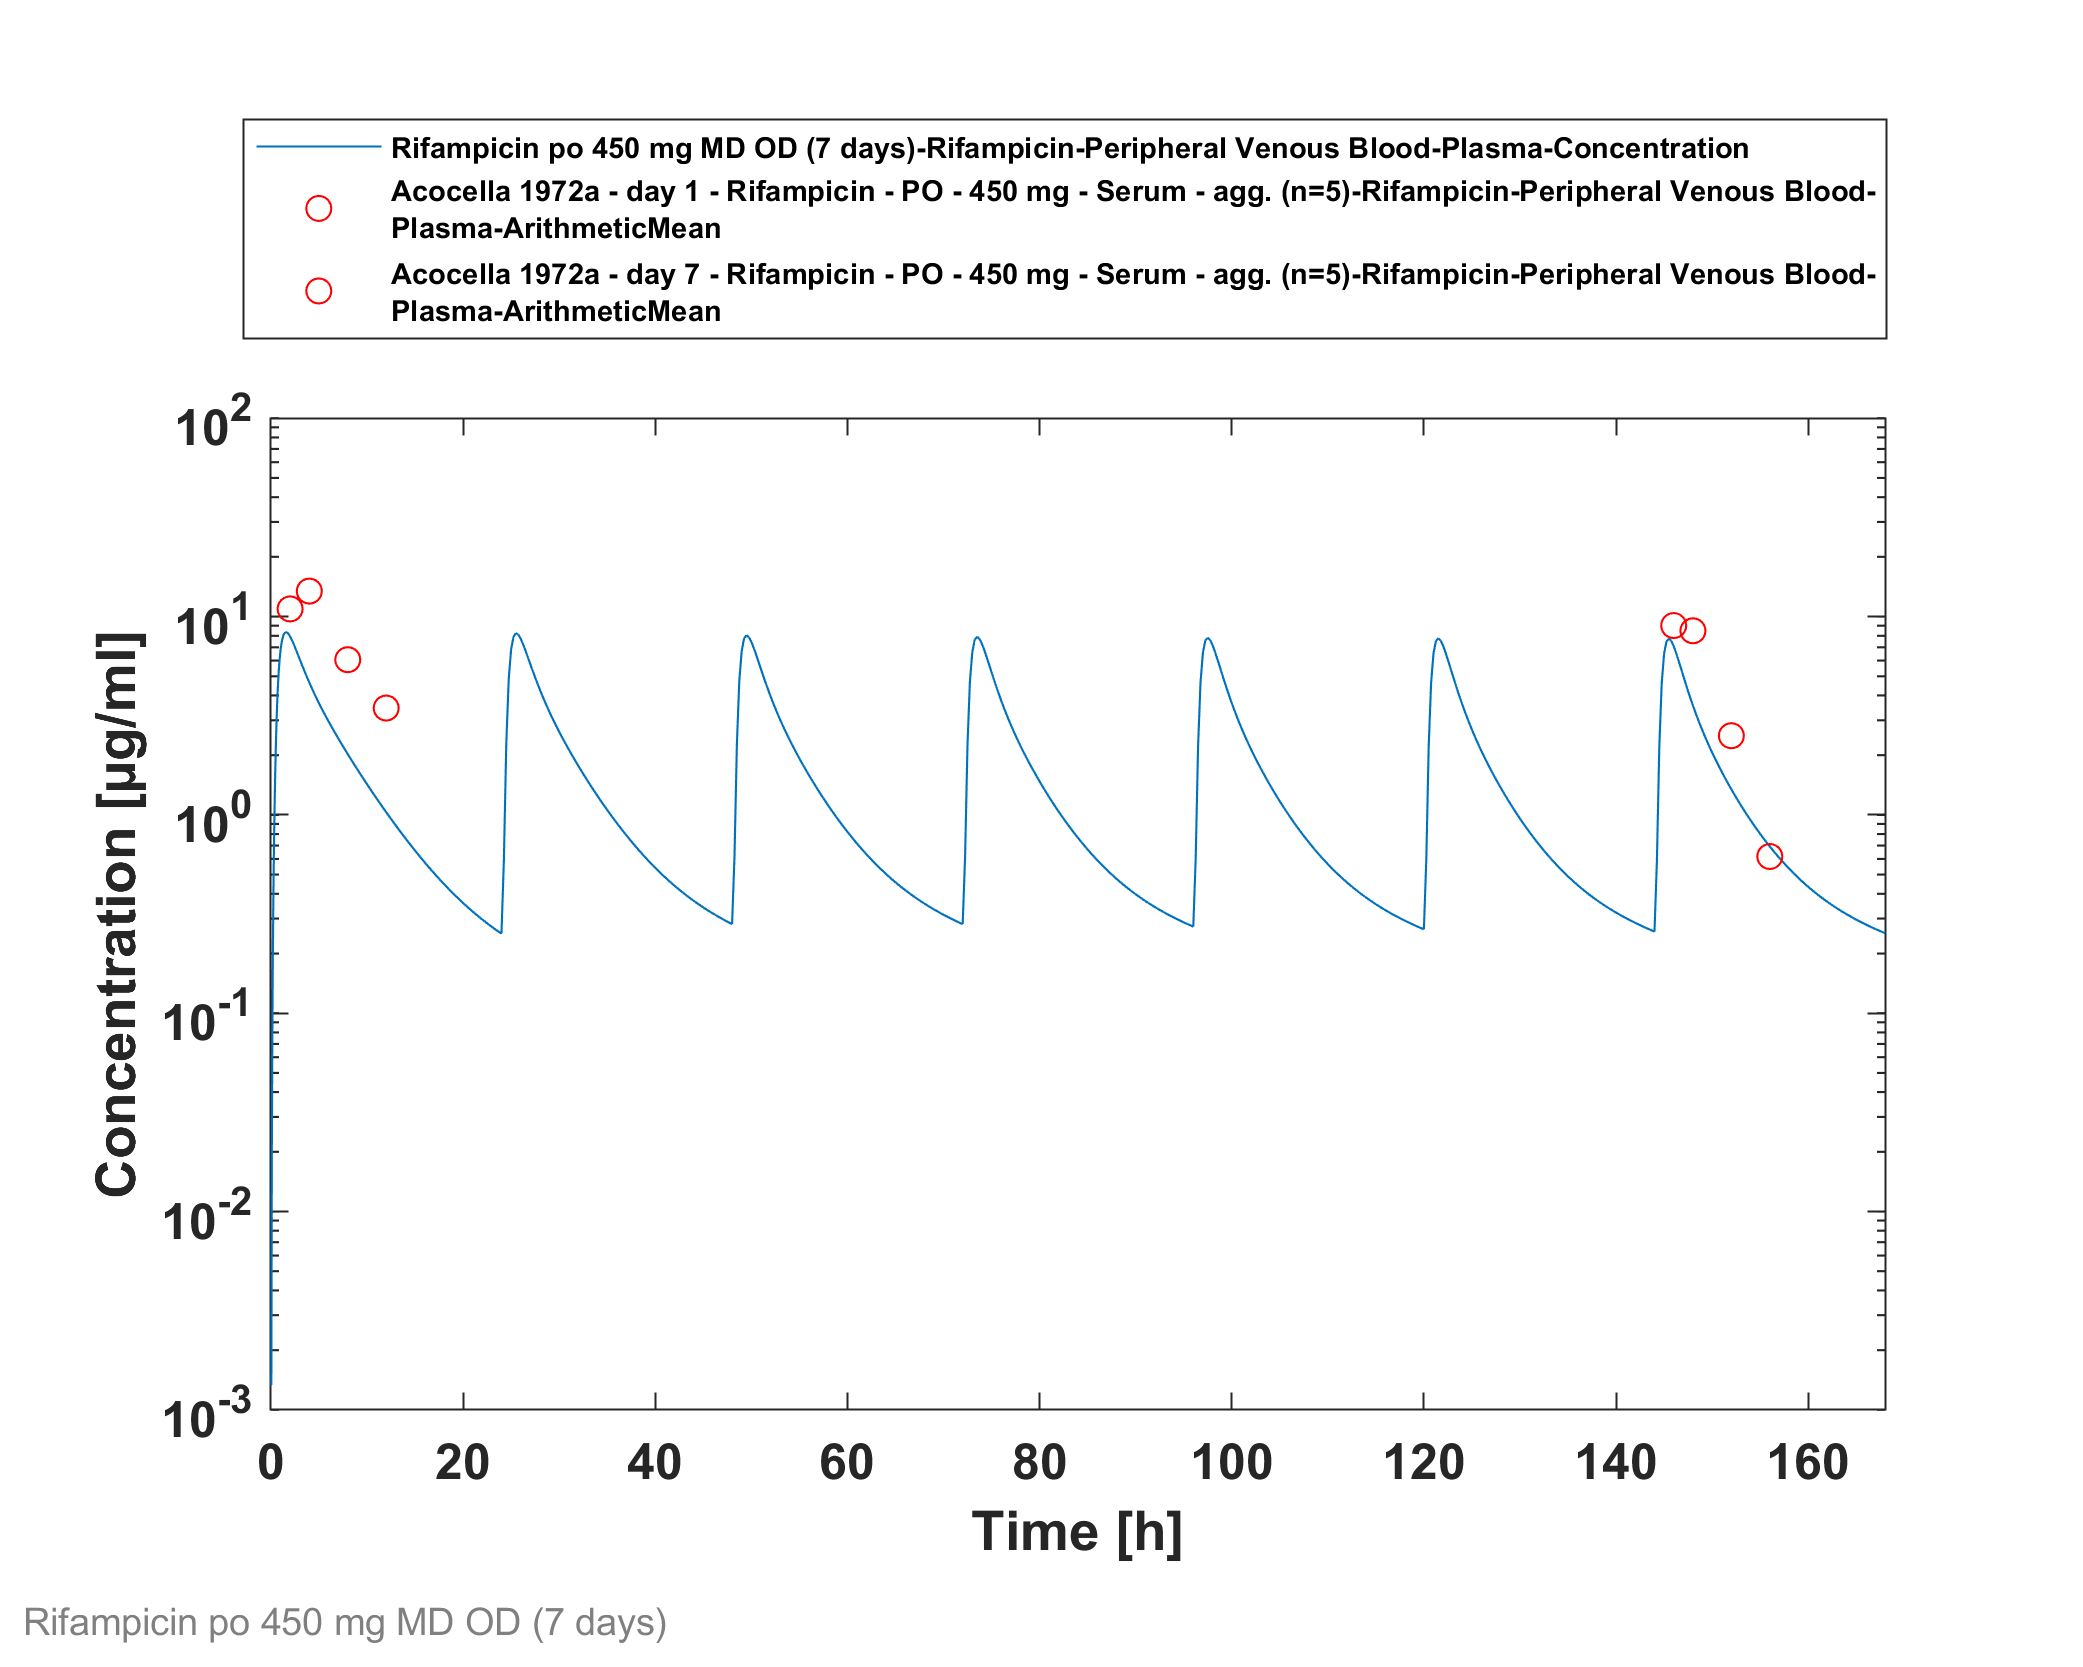 Rifampicin po 450 mg MD OD (7 days)-Rifampicin-Peripheral Venous Blood-Plasma-Concentration
Acocella 1972a - day 1 - Rifampicin - PO - 450 mg - Serum - agg. (n=5)-Rifampicin-Peripheral Venous Blood-
Plasma-ArithmeticMean
Acocella 1972a - day 7 - Rifampicin - PO - 450 mg - Serum - agg. (n=5)-Rifampicin-Peripheral Venous Blood-
Plasma-ArithmeticMean
Concentration [µg/ml]
10^2
10^1
10^0
10^-1
10^-2
10^-3
0 20 40 60 80 100 120 140 160
Time [h]
Rifampicin po 450 mg MD OD (7 days)